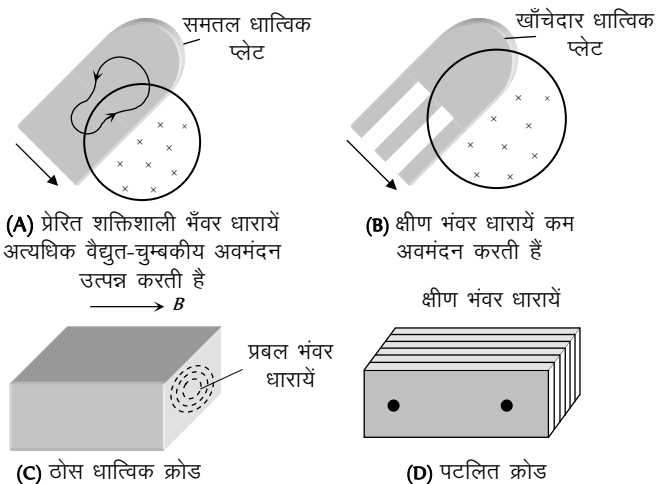 समतल धात्विक
प्लेट
(A) प्रेरित शक्तिशाली भँवर धारायें
अत्यधिक वैद्युत-चुम्बकीय अवमंदन
उत्पन्न करती है
खाँचेदार धात्विक
प्लेट
(B) क्षीण भंवर धारायें कम
अवमंदन करती हैं
B
प्रबल भंवर
धारायें
(C) ठोस धात्विक क्रोड
क्षीण भंवर धारायें
(D) पटलित क्रोड